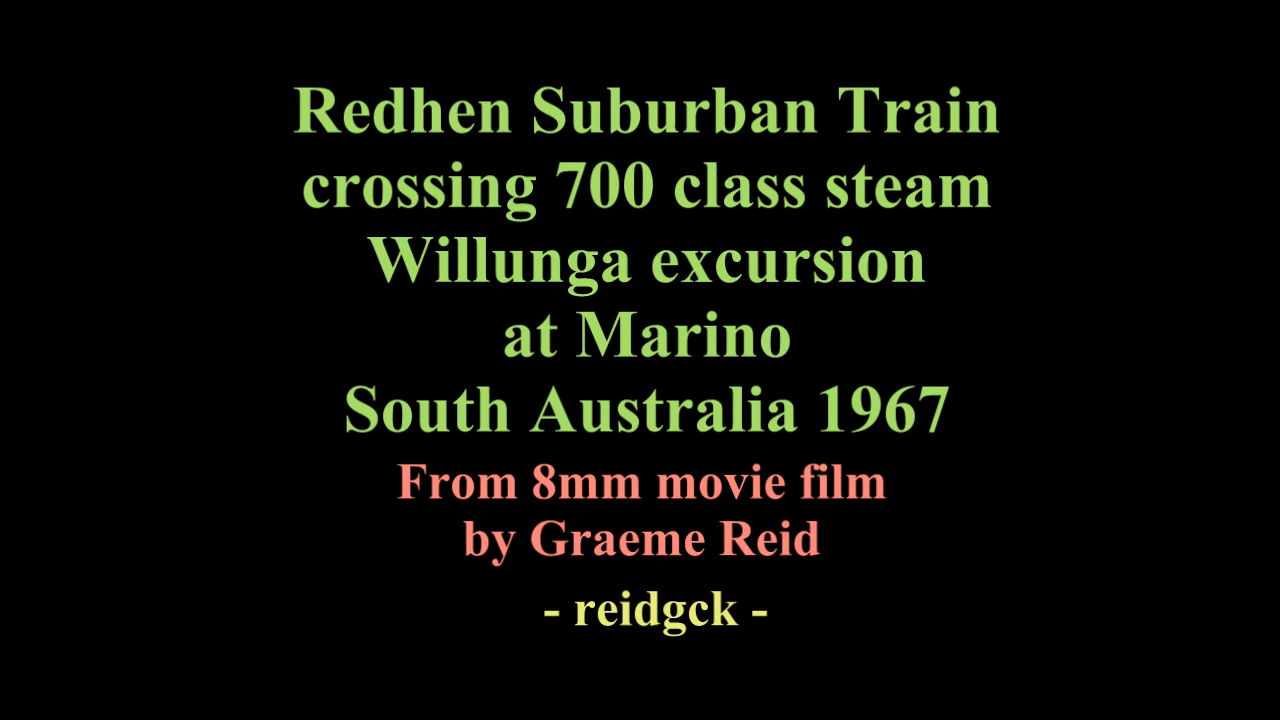 Redhen Suburban Train
crossing 700 class steam
Willunga excursion
at Marino
South Australia 1967
From 8mm movie film
by Graeme Reid
- reidgck -